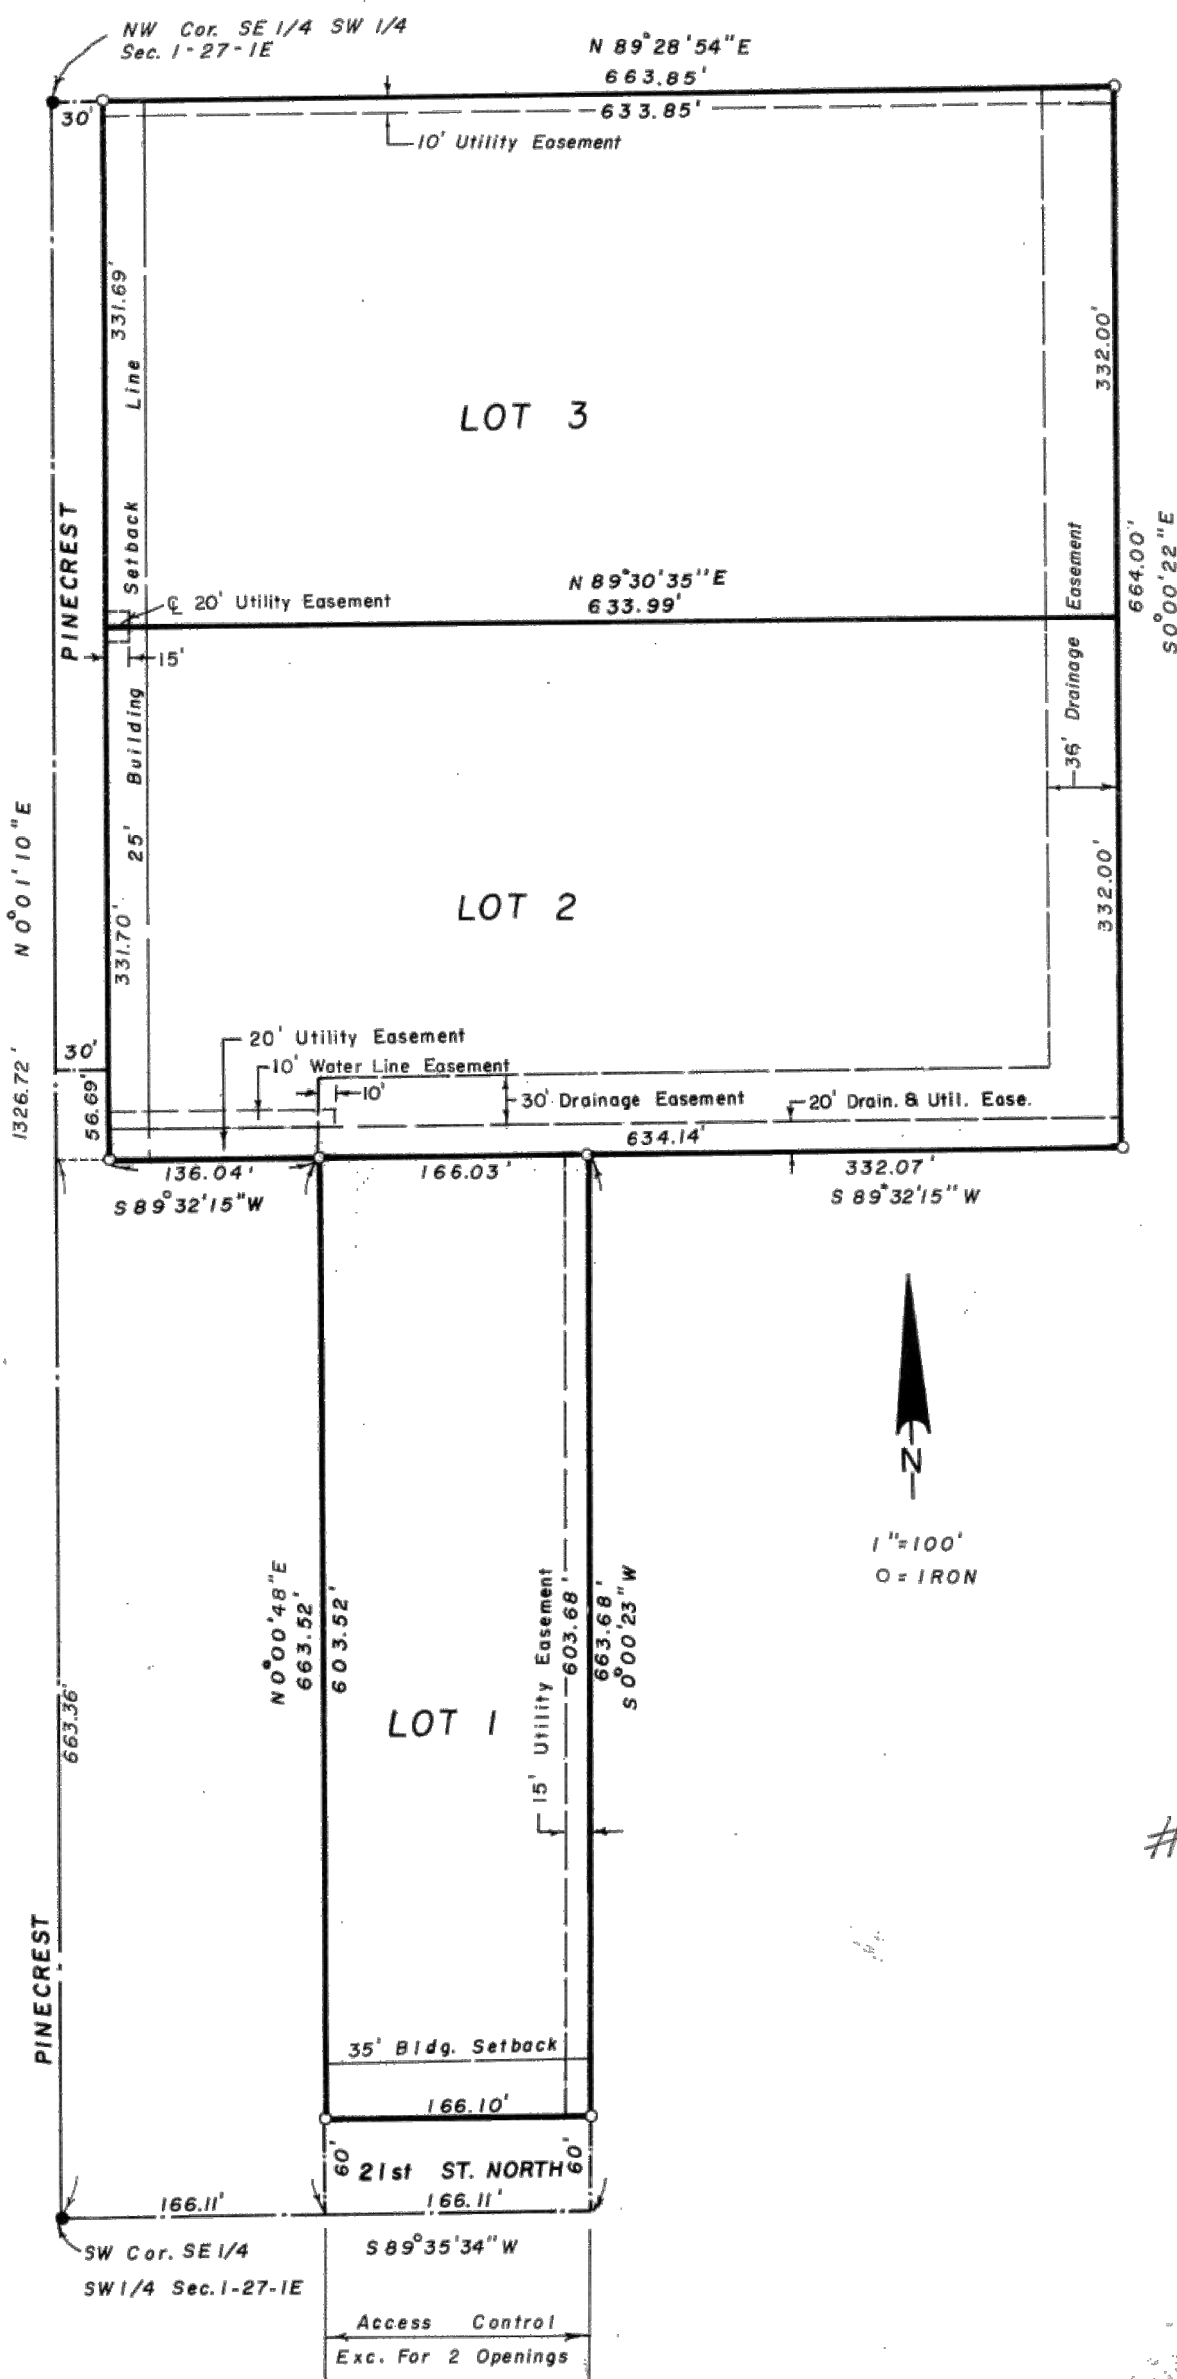 NW Cor. SE 1/4 SW 1/4
Sec. 1-27-1E
N 89°28'54"E
663.85'
30'
633.85'
10' Utility Easement
331.69'
332.00'
LOT 3
PINECREST
25' Building Setback Line
N 89°30'35"E
633.99'
℄ 20' Utility Easement
15'
664.00'
S0°00'22"E
36' Drainage Easement
N 0°01'10"E
1326.72'
331.70'
332.00'
LOT 2
30'
56.69'
20' Utility Easement
10' Water Line Easement
10'
30' Drainage Easement
20' Drain. & Util. Ease.
634.14'
136.04'
166.03'
332.07'
S 89°32'15"W
S 89°32'15"W
N
1"=100'
O = IRON
N0°00'48"E
663.52'
603.52'
15' Utility Easement
603.68'
663.68'
S 0°00'23"W
663.36'
LOT 1
#
PINECREST
35' Bldg. Setback
166.10'
60'
21st ST. NORTH
60'
166.11'
166.11'
SW Cor. SE 1/4
SW 1/4 Sec. 1-27-1E
S 89°35'34"W
Access Control
Exc. For 2 Openings